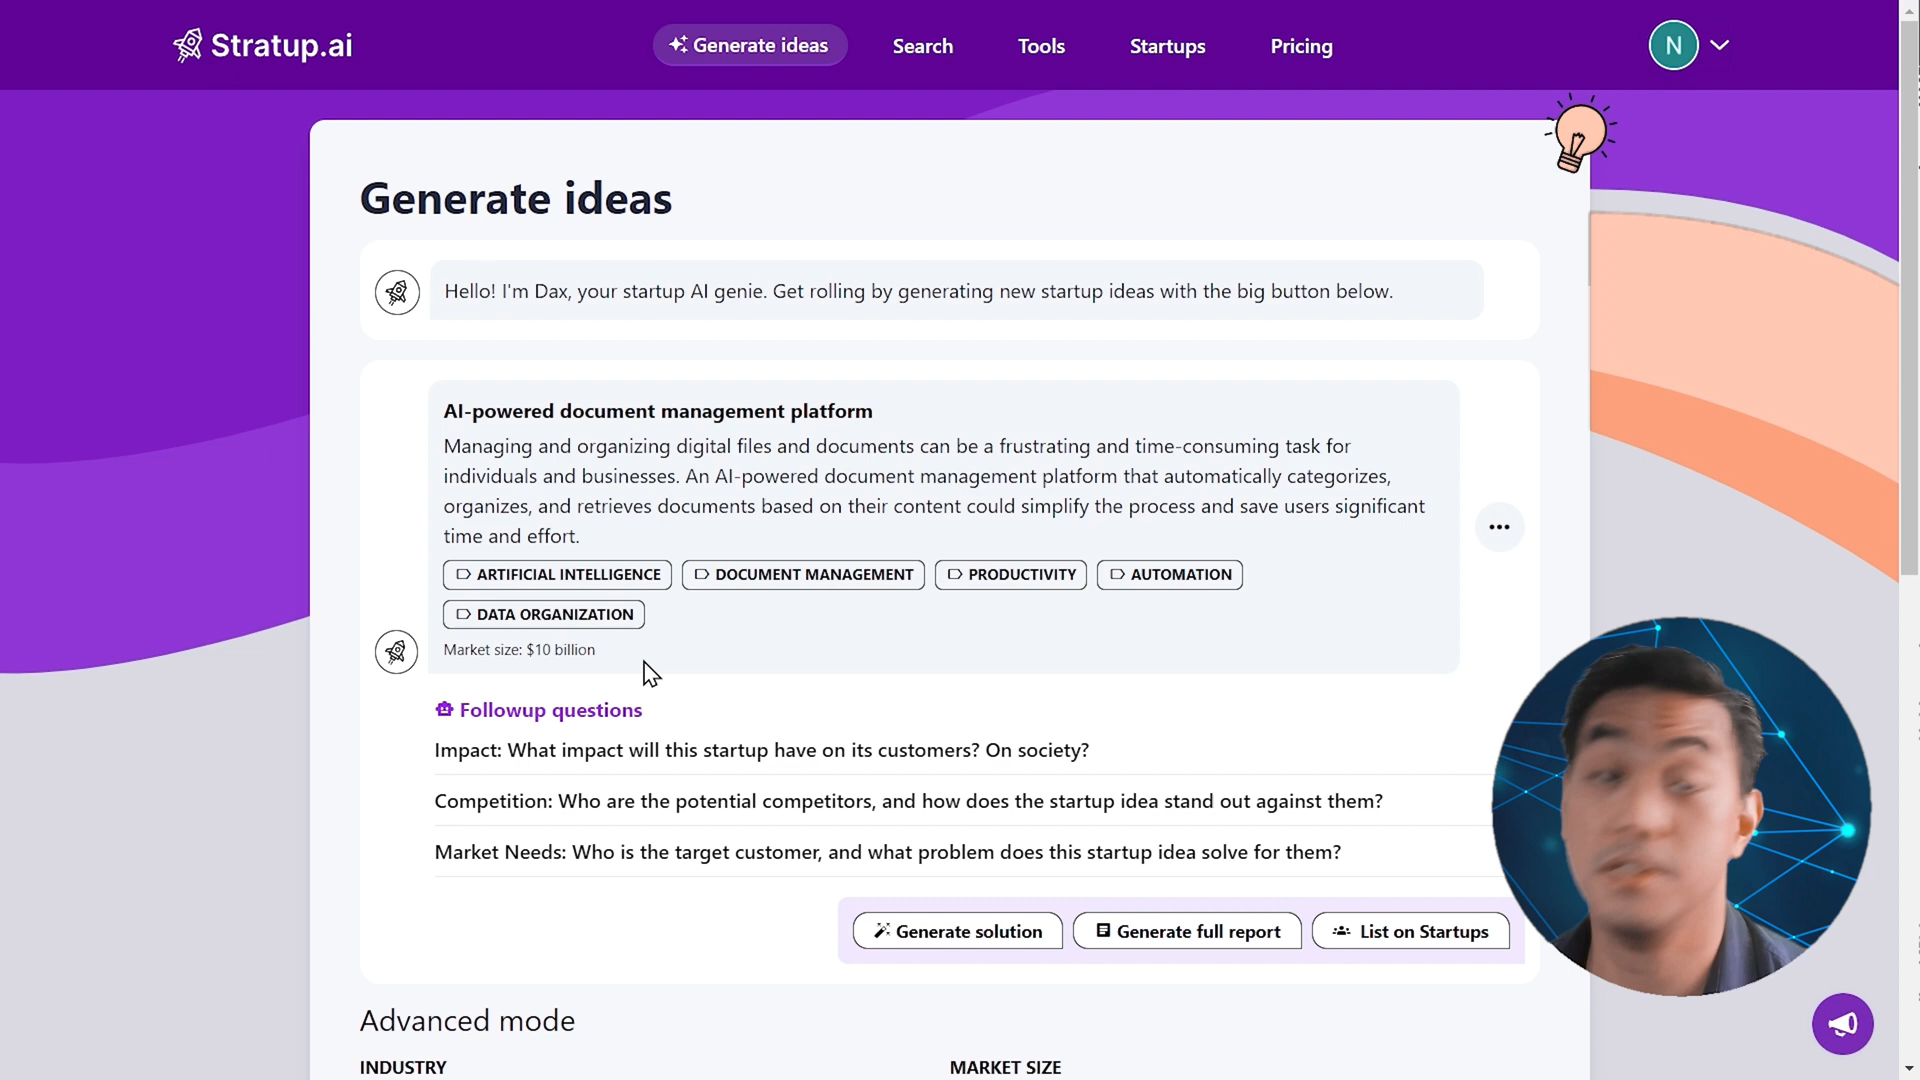 Stratup.ai
Generate ideas
Search
Tools
Startups
Pricing
N
Generate ideas
Hello! I'm Dax, your startup AI genie. Get rolling by generating new startup ideas with the big button below.
AI-powered document management platform
Managing and organizing digital files and documents can be a frustrating and time-consuming task for
individuals and businesses. An AI-powered document management platform that automatically categorizes,
organizes, and retrieves documents based on their content could simplify the process and save users significant
time and effort.
ARTIFICIAL INTELLIGENCE
DOCUMENT MANAGEMENT
PRODUCTIVITY
AUTOMATION
DATA ORGANIZATION
Market size: $10 billion
Followup questions
Impact: What impact will this startup have on its customers? On society?
Competition: Who are the potential competitors, and how does the startup idea stand out against them?
Market Needs: Who is the target customer, and what problem does this startup idea solve for them?
Generate solution
Generate full report
List on Startups
Advanced mode
INDUSTRY
MARKET SIZE